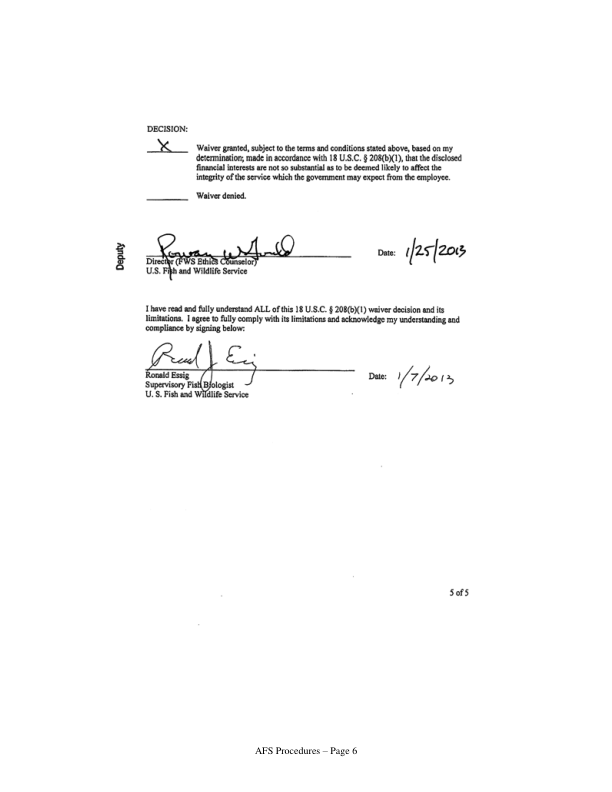 DECISION:
X Waiver granted, subject to the terms and conditions stated above, based on my
determination, made in accordance with 18 U.S.C. § 208(b)(1), that the disclosed
financial interests are not so substantial as to be deemed likely to affect the
integrity of the service which the government may expect from the employee.
Waiver denied.
Deputy
Rowan W Gould Date: 1/25/2013
Director (FWS Ethics Counselor)
U.S. Fish and Wildlife Service
I have read and fully understand ALL of this 18 U.S.C. § 208(b)(1) waiver decision and its
limitations. I agree to fully comply with its limitations and acknowledge my understanding and
compliance by signing below:
Date: 1/7/2013
Ronald Essig
Supervisory Fish Biologist
U. S. Fish and Wildlife Service
5 of 5
AFS Procedures – Page 6